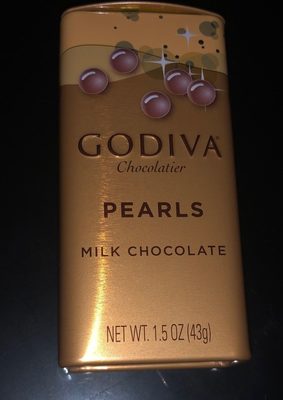 GODIVA
Chocolatier
PEARLS
MILK CHOCOLATE
NET WT. 1.5 OZ (43g)